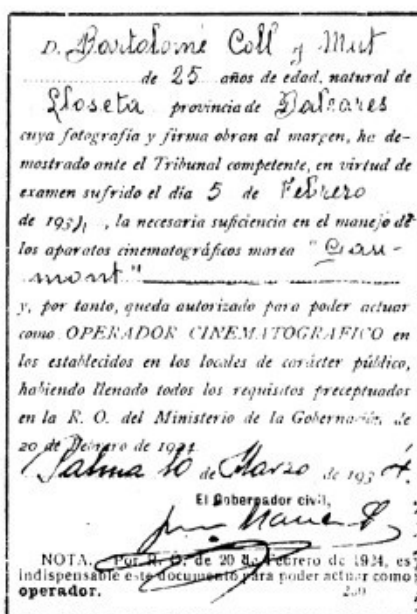 D. Bartolomé Coll y Mut
de 25 años de edad, natural de
Lloseta provincia de Baleares
cuya fotografía y firma obran al margen, ha de-
mostrado ante el Tribunal competente, en virtud de
examen sufrido el día 5 de Febrero
de 1934, la necesaria suficiencia en el manejo de
los aparatos cinematográficos marca "Gau-
mont"
y, por tanto, queda autorizado para poder actuar
como OPERADOR CINEMATOGRAFICO en
los establecidos en los locales de carácter público,
habiendo llenado todos los requisitos preceptuados
en la R. O. del Ministerio de la Gobernación de
20 de Febrero de
Palma 10 de Marzo de 1934.
El Gobernador civil,
NOTA. Por R. O. de 20 de Febrero de 1924, es
indispensable este documento para poder actuar como
operador.